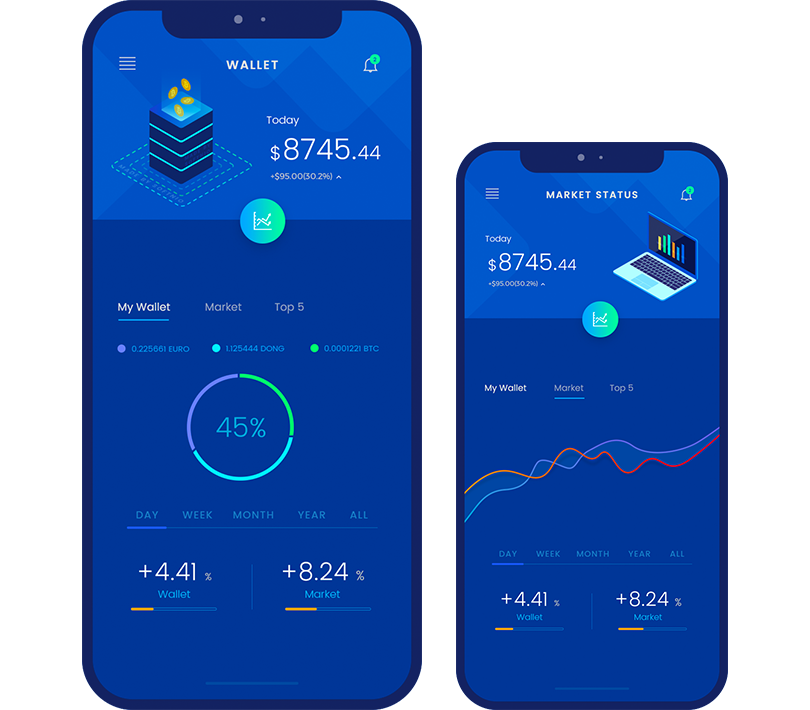 WALLET
2
Today
$8745.44
+$95.00(30.2%)
My Wallet Market Top 5
0.225661 EURO 1.125444 DONG 0.0001221 BTC
45%
DAY WEEK MONTH YEAR ALL
+4.41 % +8.24 %
Wallet Market
MARKET STATUS
Today
$8745.44
+$95.00(30.2%)
My Wallet Market Top 5
DAY WEEK MONTH YEAR ALL
+4.41 % +8.24 %
Wallet Market